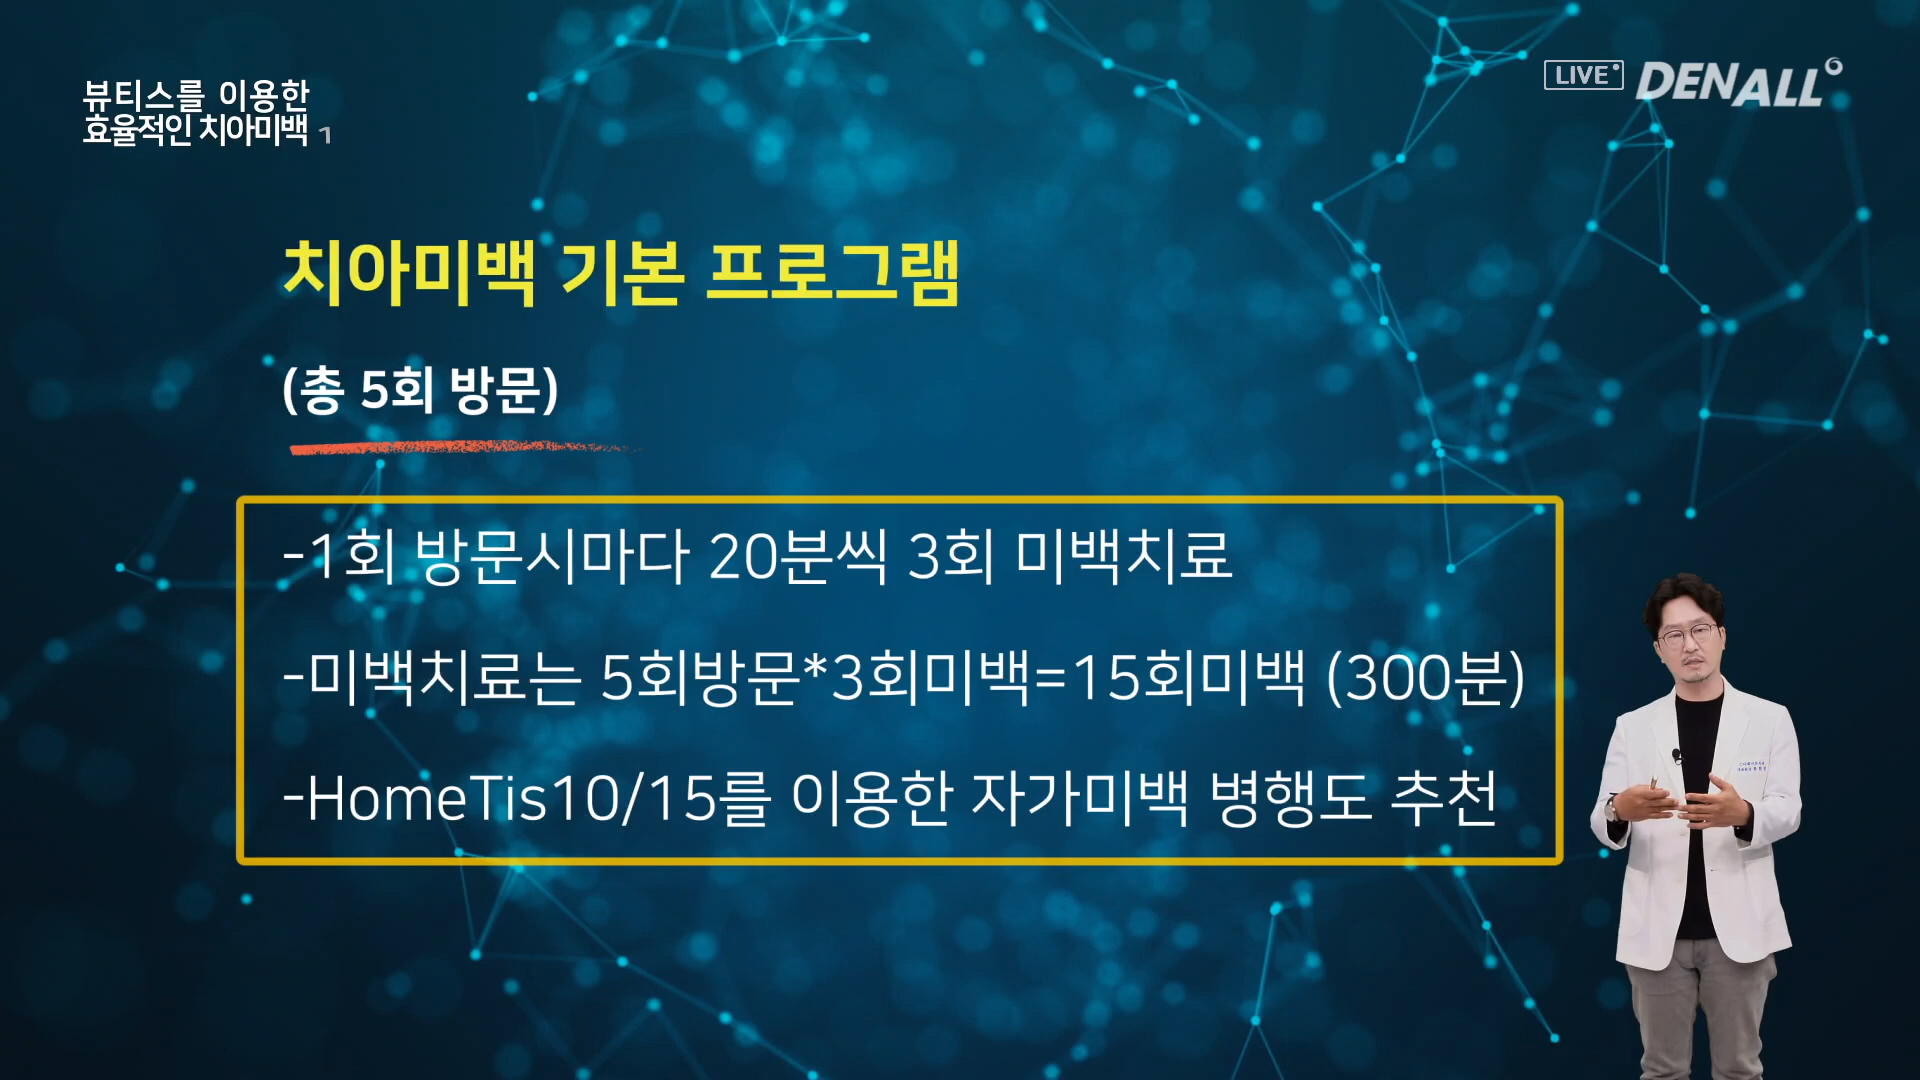 뷰티스를 이용한
효율적인 치아미백 1
LIVE DENALL
치아미백 기본 프로그램
(총 5회 방문)
-1회 방문시마다 20분씩 3회 미백치료
-미백치료는 5회방문*3회미백=15회미백 (300분)
-HomeTis10/15를 이용한 자가미백 병행도 추천